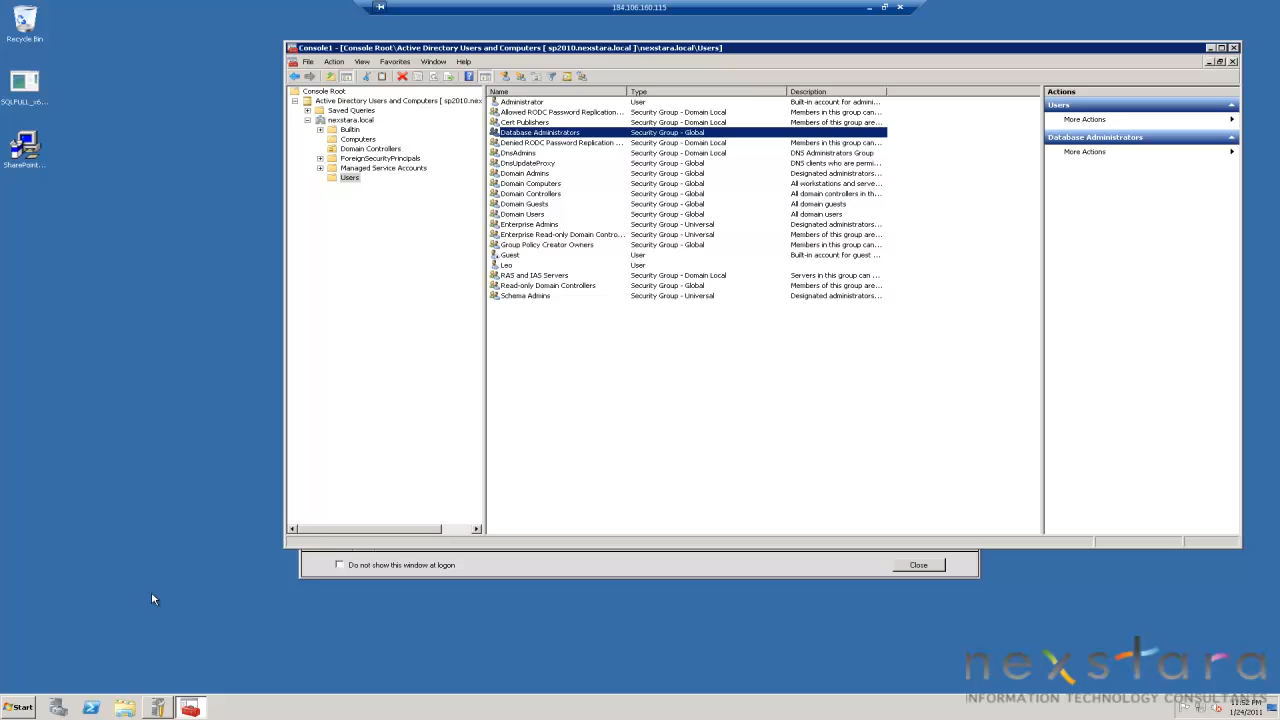 184.106.160.115
Recycle Bin
SQLFULL_x6...
SharePoint...
Console1 - [Console Root\Active Directory Users and Computers [ sp2010.nexstara.local ]\nexstara.local\Users]
File Action View Favorites Window Help
Console Root
Active Directory Users and Computers [ sp2010.nex
Saved Queries
nexstara.local
Builtin
Computers
Domain Controllers
ForeignSecurityPrincipals
Managed Service Accounts
Users
Name Type Description
Administrator User Built-in account for admini...
Allowed RODC Password Replication... Security Group - Domain Local Members in this group can...
Cert Publishers Security Group - Domain Local Members of this group are...
Database Administrators Security Group - Global
Denied RODC Password Replication ... Security Group - Domain Local Members in this group can...
DnsAdmins Security Group - Domain Local DNS Administrators Group
DnsUpdateProxy Security Group - Global DNS clients who are permi...
Domain Admins Security Group - Global Designated administrators...
Domain Computers Security Group - Global All workstations and serve...
Domain Controllers Security Group - Global All domain controllers in th...
Domain Guests Security Group - Global All domain guests
Domain Users Security Group - Global All domain users
Enterprise Admins Security Group - Universal Designated administrators...
Enterprise Read-only Domain Contro... Security Group - Universal Members of this group are...
Group Policy Creator Owners Security Group - Global Members in this group can...
Guest User Built-in account for guest ...
Leo User
RAS and IAS Servers Security Group - Domain Local Servers in this group can ...
Read-only Domain Controllers Security Group - Global Members of this group are...
Schema Admins Security Group - Universal Designated administrators...
Actions
Users
More Actions
Database Administrators
More Actions
Do not show this window at logon
Close
nexstara
INFORMATION TECHNOLOGY CONSULTANTS
Start
11:52 PM
1/24/2011